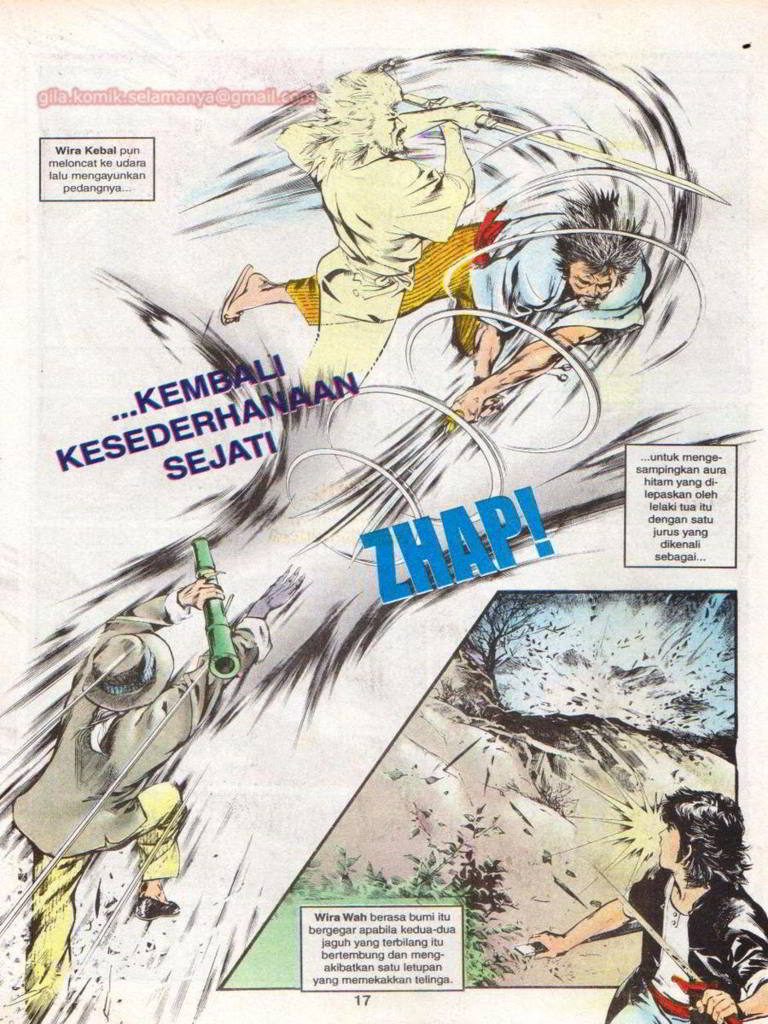 gila.komik.selamanya@gmail.com
Wira Kebal pun
meloncat ke udara
lalu mengayunkan
pedangnya...
...untuk menge-
sampingkan aura
hitam yang di-
lepaskan oleh
lelaki tua itu
dengan satu
jurus yang
dikenali
sebagai...
...KEMBALI
KESEDERHANAAN
SEJATI
ZHAP!
Wira Wah berasa bumi itu
bergegar apabila kedua-dua
jaguh yang terbilang itu
bertembung dan meng-
akibatkan satu letupan
yang memekakkan telinga.
17